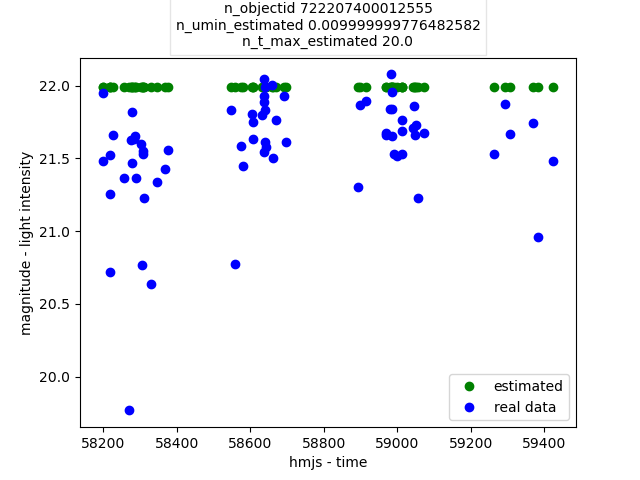 n_objectid 722207400012555
n_umin_estimated 0.009999999776482582
n_t_max_estimated 20.0
22.0
21.5
21.0
20.5
20.0
magnitude - light intensity
58200 58400 58600 58800 59000 59200 59400
hmjs - time
estimated
real data